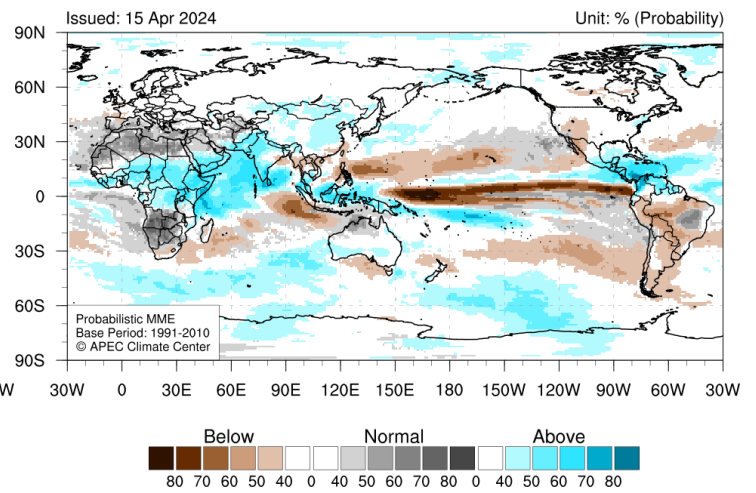 Issued: 15 Apr 2024 Unit: % (Probability)
90N
60N
30N
0
30S
60S
90S
Probabilistic MME
Base Period: 1991-2010
© APEC Climate Center
W 30W 0 30E 60E 90E 120E 150E 180 150W 120W 90W 60W 30W
Below Normal Above
80 70 60 50 40 0 40 50 60 70 80 0 40 50 60 70 80